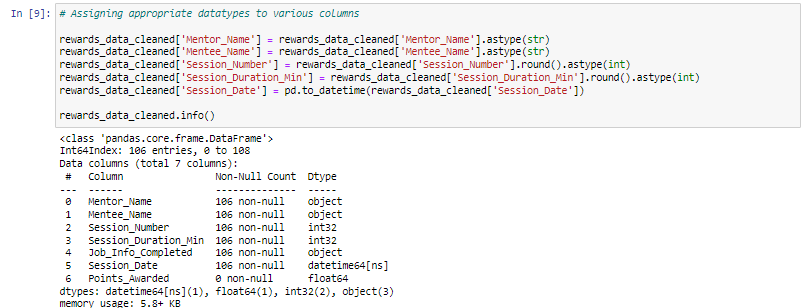 In [9]: # Assigning appropriate datatypes to various columns
rewards_data_cleaned['Mentor_Name'] = rewards_data_cleaned['Mentor_Name'].astype(str)
rewards_data_cleaned['Mentee_Name'] = rewards_data_cleaned['Mentee_Name'].astype(str)
rewards_data_cleaned['Session_Number'] = rewards_data_cleaned['Session_Number'].round().astype(int)
rewards_data_cleaned['Session_Duration_Min'] = rewards_data_cleaned['Session_Duration_Min'].round().astype(int)
rewards_data_cleaned['Session_Date'] = pd.to_datetime(rewards_data_cleaned['Session_Date'])
rewards_data_cleaned.info()
<class 'pandas.core.frame.DataFrame'>
Int64Index: 106 entries, 0 to 108
Data columns (total 7 columns):
 #   Column                Non-Null Count  Dtype
---  ------                --------------  -----
 0   Mentor_Name           106 non-null    object
 1   Mentee_Name           106 non-null    object
 2   Session_Number        106 non-null    int32
 3   Session_Duration_Min  106 non-null    int32
 4   Job_Info_Completed    106 non-null    object
 5   Session_Date          106 non-null    datetime64[ns]
 6   Points_Awarded        0 non-null      float64
dtypes: datetime64[ns](1), float64(1), int32(2), object(3)
memory usage: 5.8+ KB